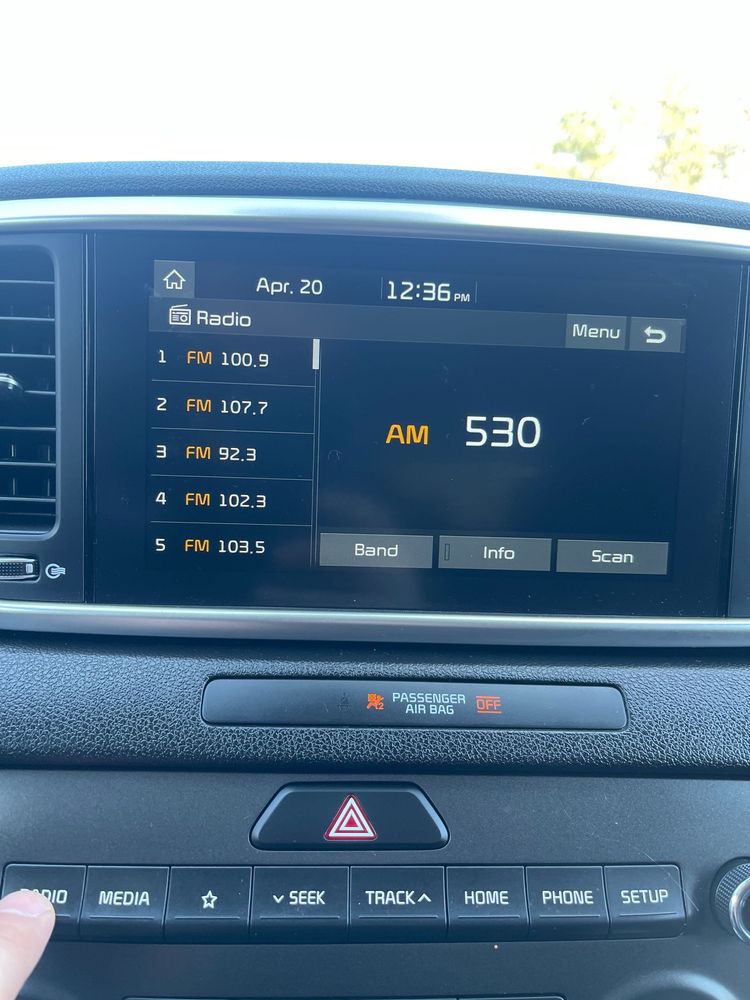 Apr. 20 12:36 PM
Radio Menu
1 FM 100.9
2 FM 107.7
3 FM 92.3
4 FM 102.3
5 FM 103.5
AM 530
Band Info Scan
2 PASSENGER AIR BAG OFF
RADIO MEDIA SEEK TRACK HOME PHONE SETUP